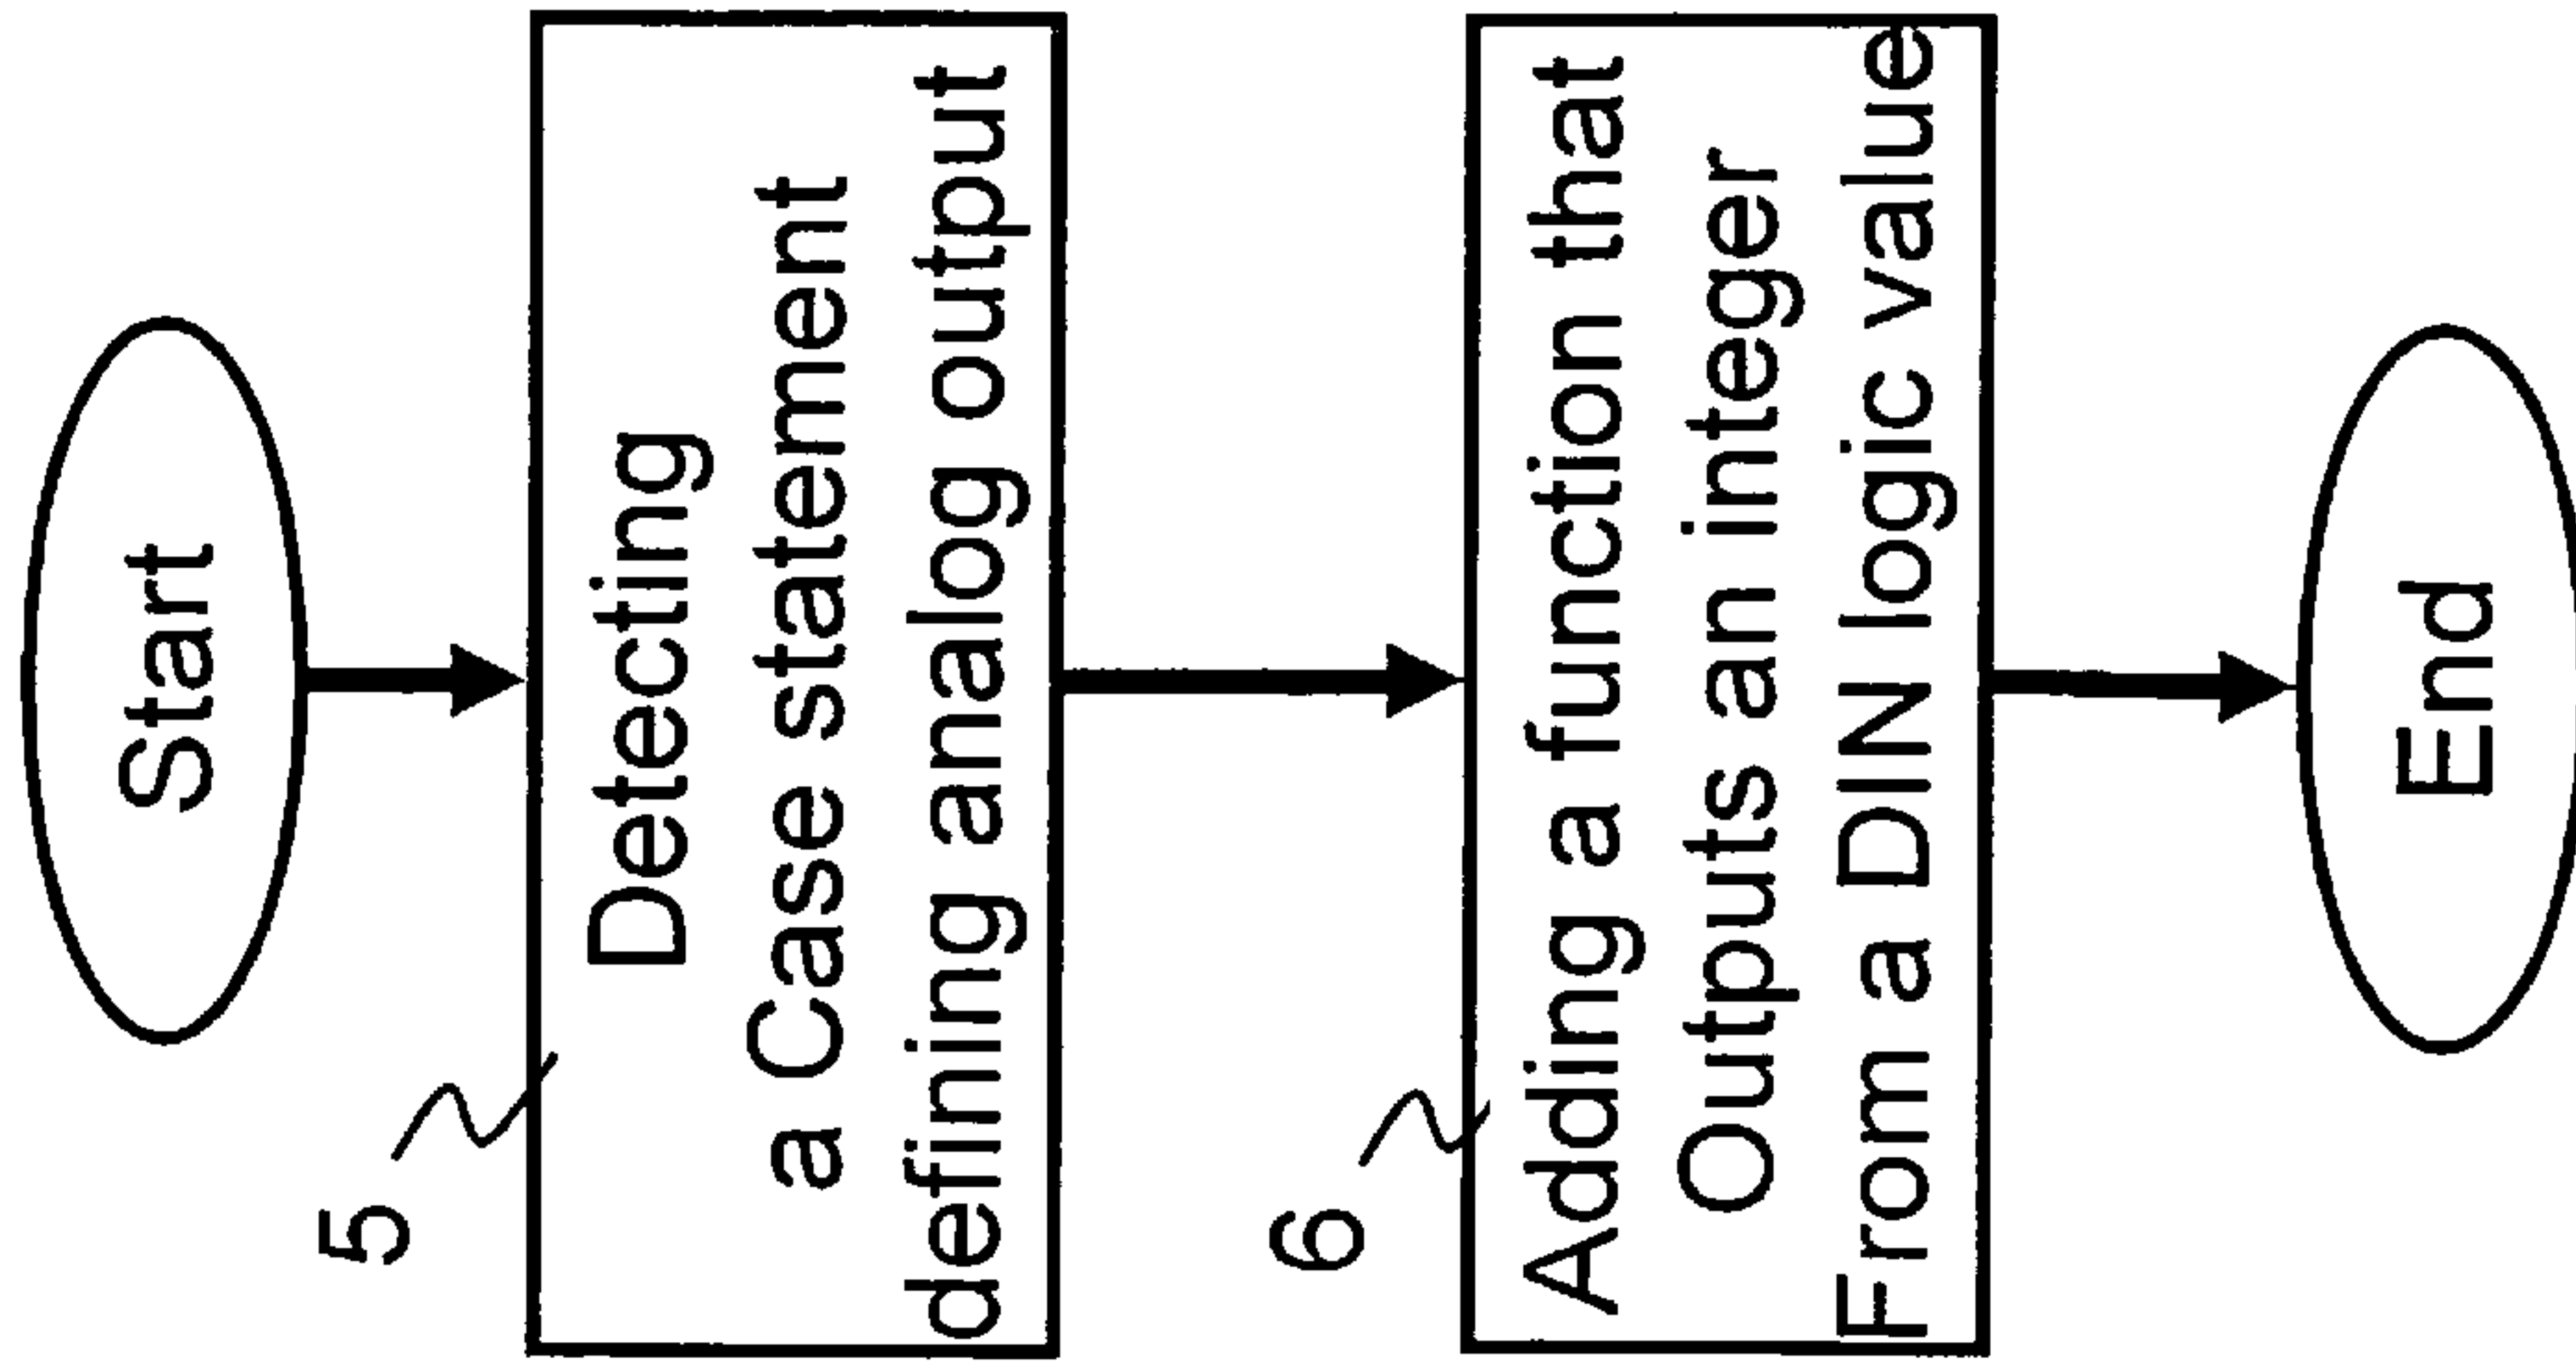 Start
5
Detecting
a Case statement
defining analog output
6
Adding a function that
Outputs an integer
From a DIN logic value
End